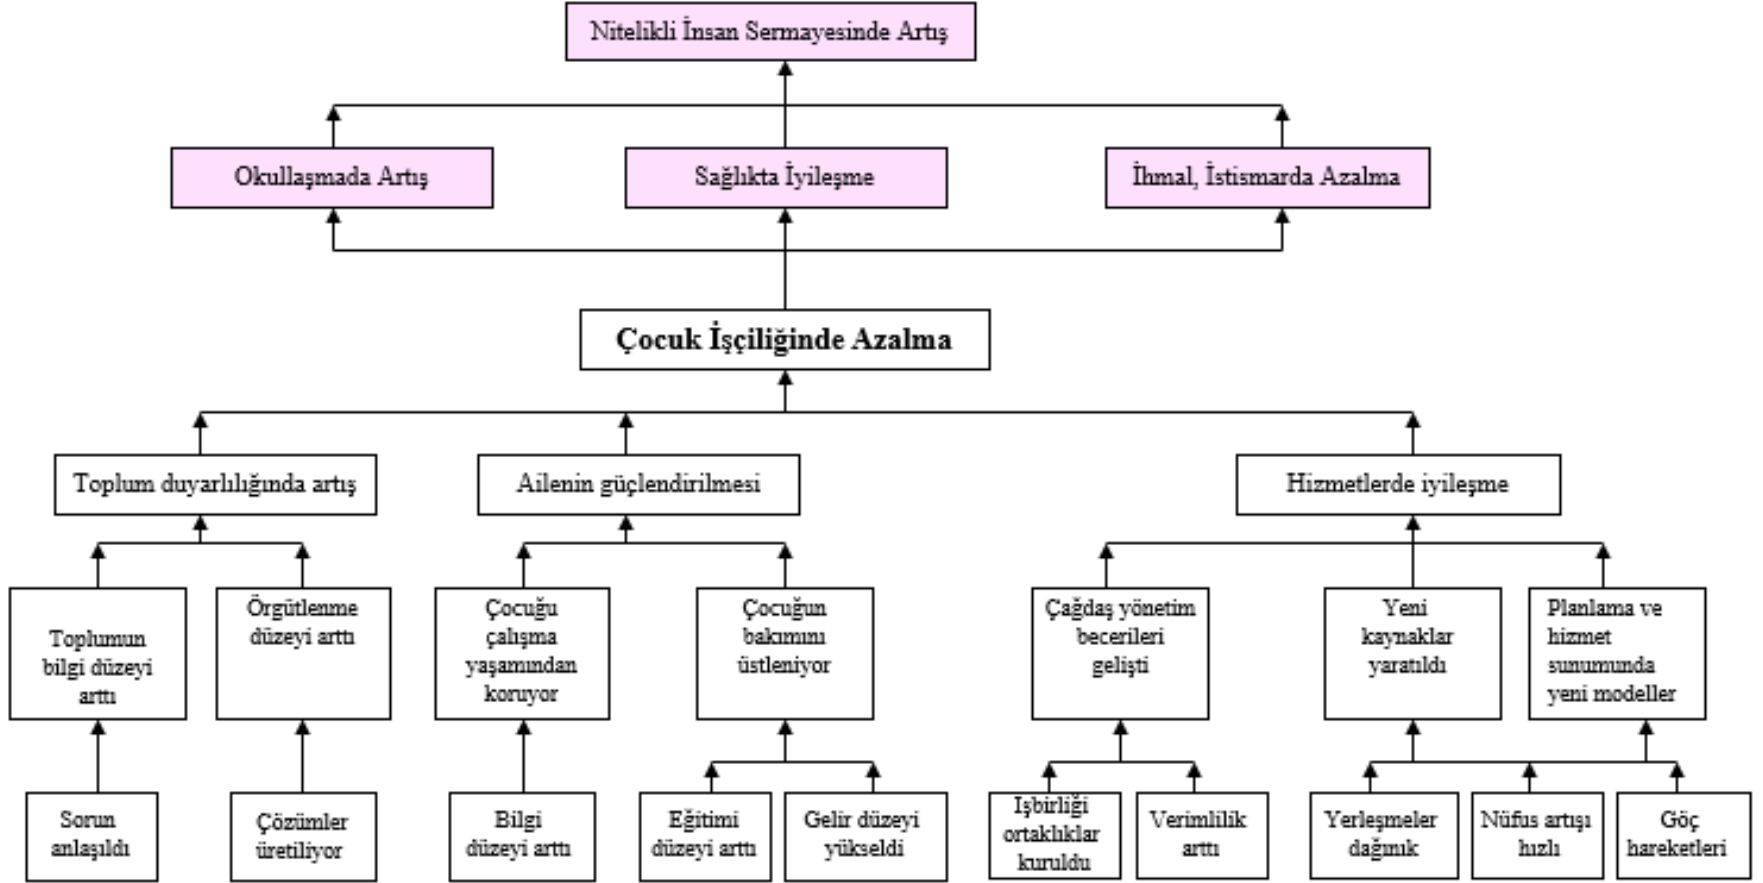 Nitelikli İnsan Sermayesinde Artış
Okullaşmada Artış
Sağlıkta İyileşme
İhmal, İstismarda Azalma
Çocuk İşçiliğinde Azalma
Toplum duyarlılığında artış
Ailenin güçlendirilmesi
Hizmetlerde iyileşme
Toplumun
bilgi düzeyi
arttı
Örgütlenme
düzeyi arttı
Çocuğu
çalışma
yaşamından
koruyor
Çocuğun
bakımını
üstleniyor
Çağdaş yönetim
becerileri
gelişti
Yeni
kaynaklar
yaratıldı
Planlama ve
hizmet
sunumunda
yeni modeller
Sorun
anlaşıldı
Çözümler
üretiliyor
Bilgi
düzeyi arttı
Eğitimi
düzeyi arttı
Gelir düzeyi
yükseldi
Işbirliği
ortaklıklar
kuruldu
Verimlilik
arttı
Yerleşmeler
dağınık
Nüfus artışı
hızlı
Göç
hareketleri